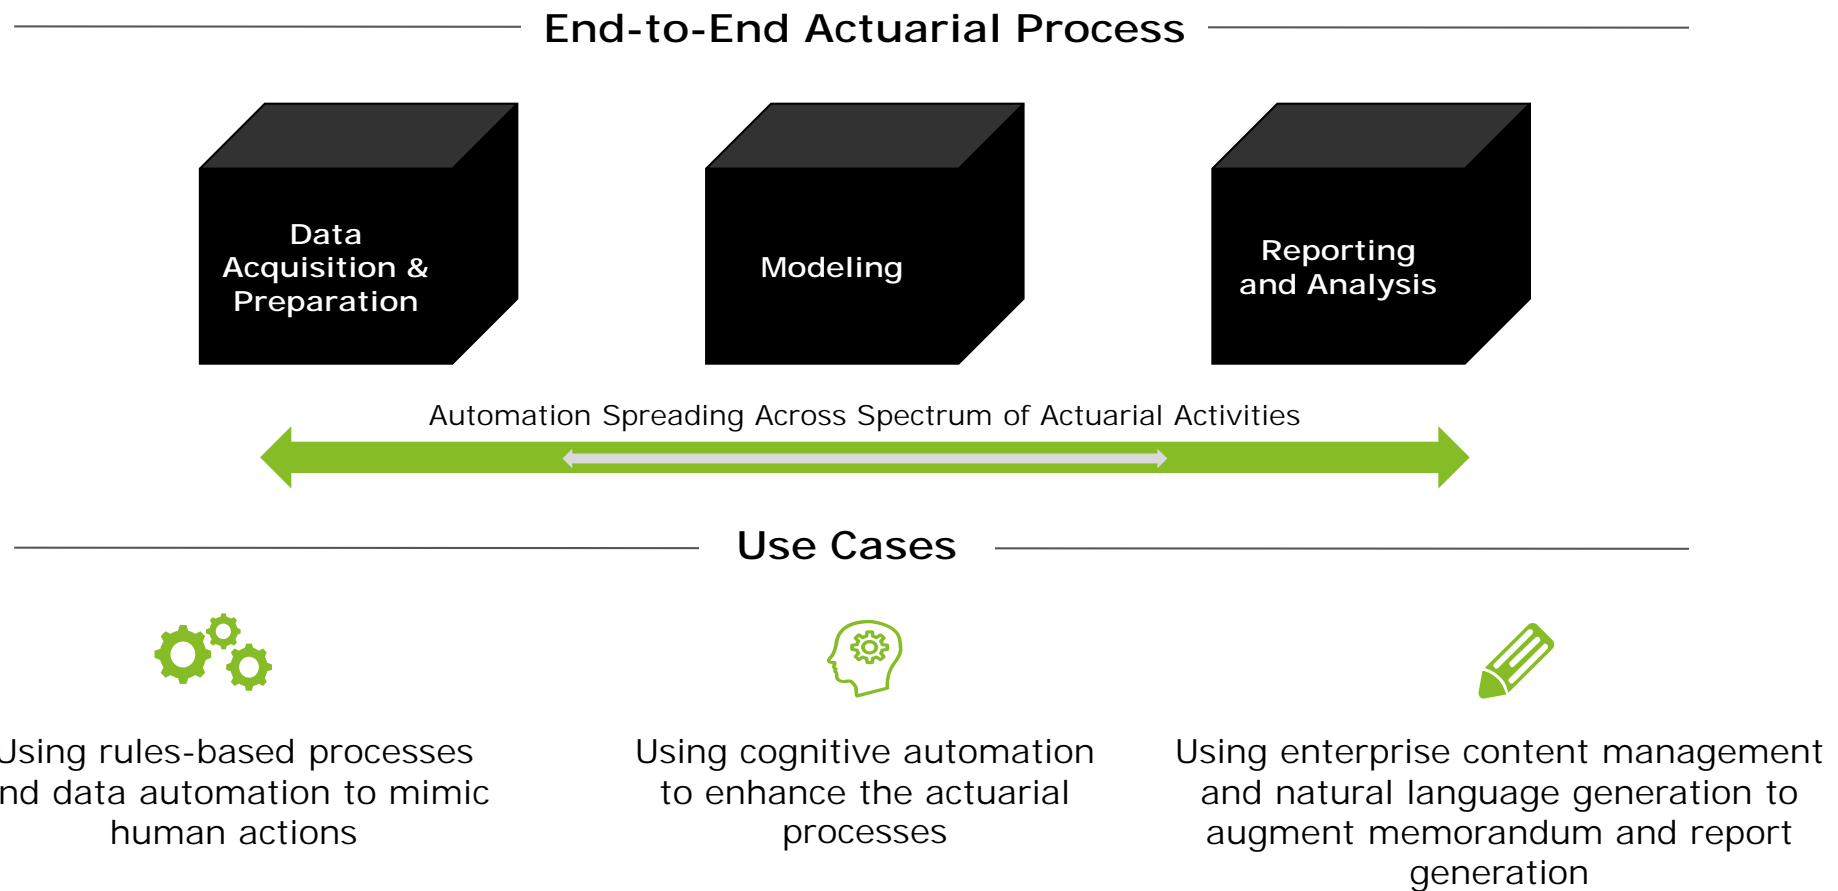 End-to-End Actuarial Process
Data
Acquisition &
Preparation
Modeling
Reporting
and Analysis
Automation Spreading Across Spectrum of Actuarial Activities
Use Cases
Using rules-based processes
nd data automation to mimic
human actions
Using cognitive automation
to enhance the actuarial
processes
Using enterprise content management
and natural language generation to
augment memorandum and report
generation